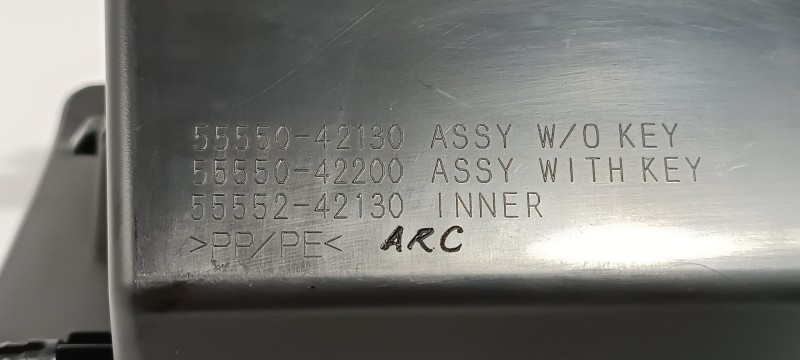 55550-42130 ASSY W/O KEY
55550-42200 ASSY WITH KEY
55552-42130 INNER
>PP/PE< ARC